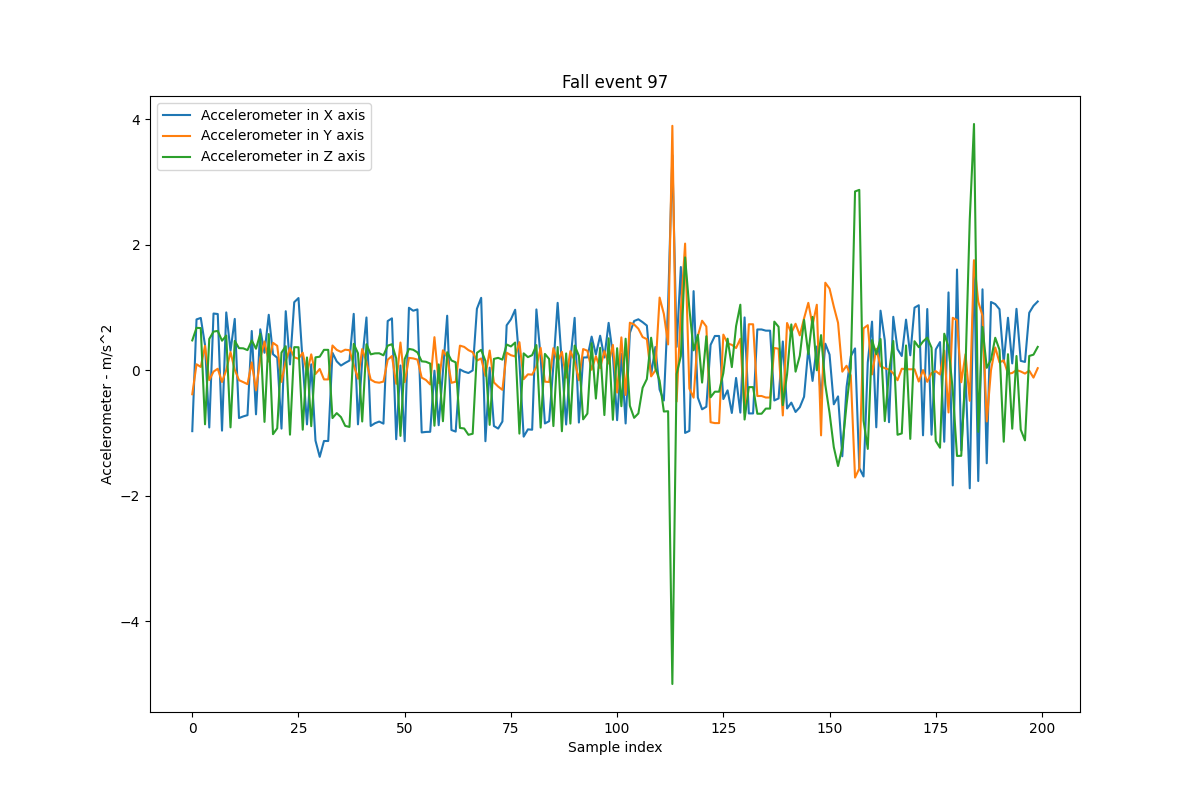 Fall event 97
Accelerometer in X axis
Accelerometer in Y axis
Accelerometer in Z axis
Accelerometer - m/s^2
4
2
0
−2
−4
0 25 50 75 100 125 150 175 200
Sample index